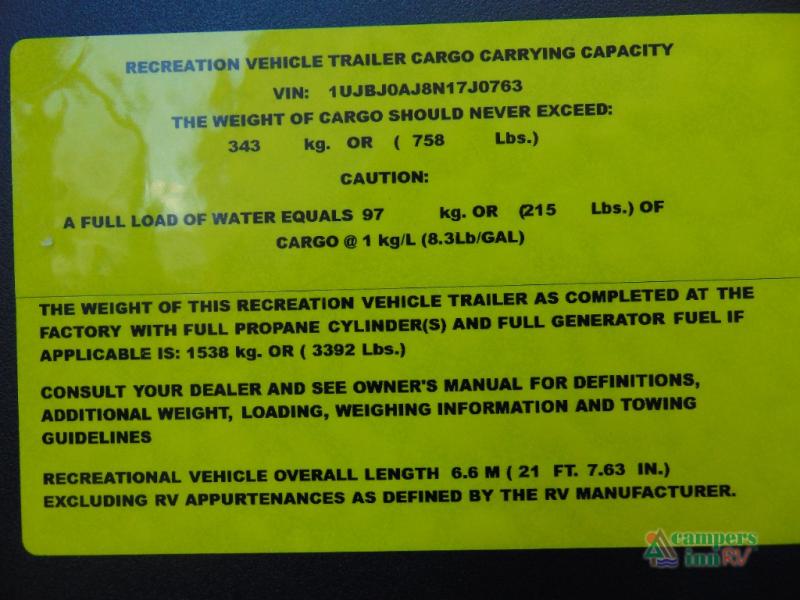 RECREATION VEHICLE TRAILER CARGO CARRYING CAPACITY
VIN: 1UJBJ0AJ8N17J0763
THE WEIGHT OF CARGO SHOULD NEVER EXCEED:
343 kg. OR ( 758 Lbs.)
CAUTION:
A FULL LOAD OF WATER EQUALS 97 kg. OR (215 Lbs.) OF
CARGO @ 1 kg/L (8.3Lb/GAL)
THE WEIGHT OF THIS RECREATION VEHICLE TRAILER AS COMPLETED AT THE
FACTORY WITH FULL PROPANE CYLINDER(S) AND FULL GENERATOR FUEL IF
APPLICABLE IS: 1538 kg. OR ( 3392 Lbs.)
CONSULT YOUR DEALER AND SEE OWNER'S MANUAL FOR DEFINITIONS,
ADDITIONAL WEIGHT, LOADING, WEIGHING INFORMATION AND TOWING
GUIDELINES
RECREATIONAL VEHICLE OVERALL LENGTH 6.6 M ( 21 FT. 7.63 IN.)
EXCLUDING RV APPURTENANCES AS DEFINED BY THE RV MANUFACTURER.
campers
inn RV